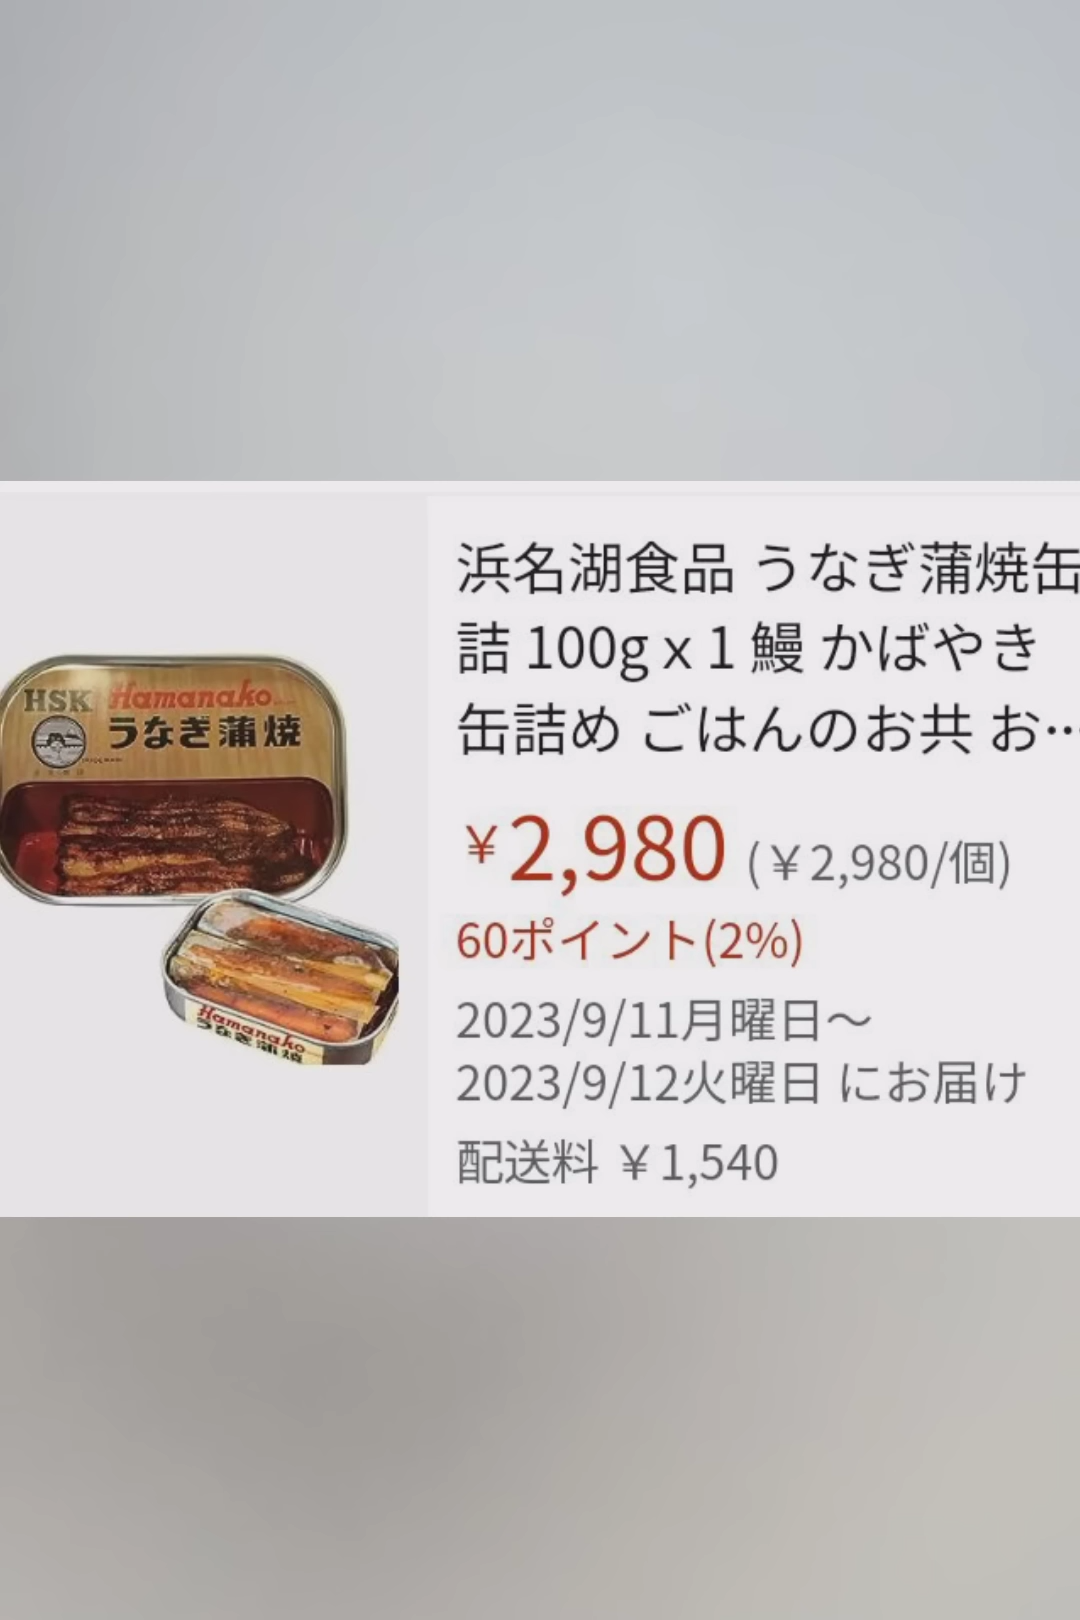 浜名湖食品 うなぎ蒲焼缶
詰 100g x 1 鰻 かばやき
缶詰め ごはんのお共 お…
¥2,980 (¥2,980/個)
60ポイント(2%)
2023/9/11月曜日～
2023/9/12火曜日 にお届け
配送料 ¥1,540
HSK Hamanako
うなぎ蒲焼
Hamanako
うなぎ蒲焼